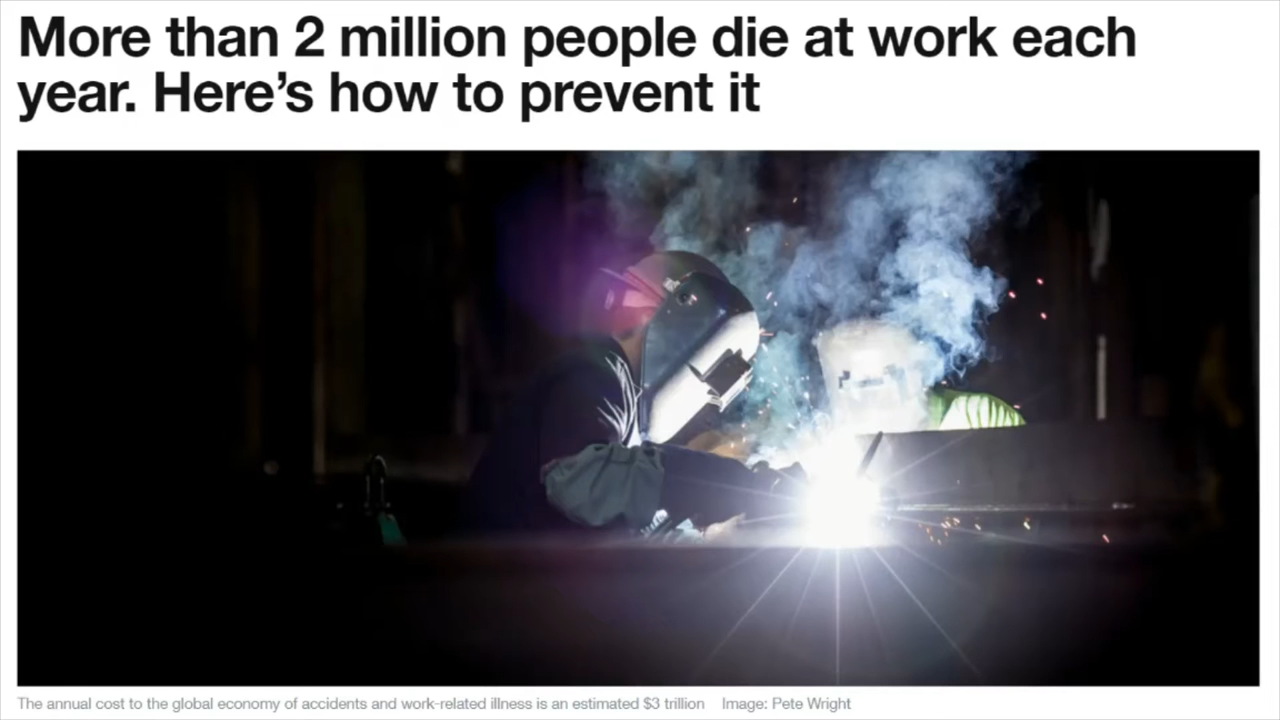 More than 2 million people die at work each
year. Here’s how to prevent it
The annual cost to the global economy of accidents and work-related illness is an estimated $3 trillion Image: Pete Wright